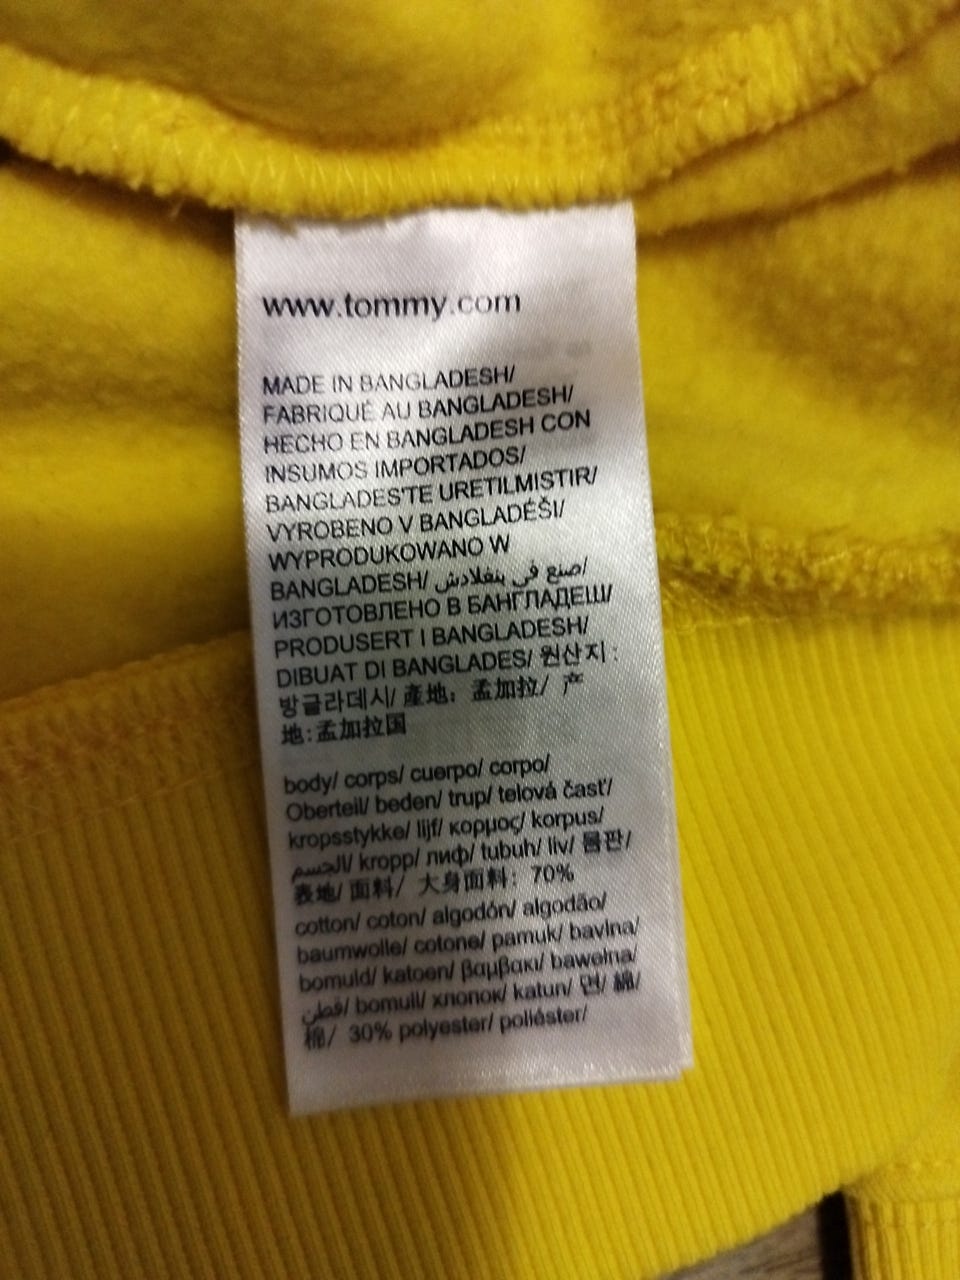 www.tommy.com
MADE IN BANGLADESH/
FABRIQUÉ AU BANGLADESH/
HECHO EN BANGLADESH CON
INSUMOS IMPORTADOS/
BANGLADES'TE URETILMISTIR/
VYROBENO V BANGLADÉŠI/
WYPRODUKOWANO W
BANGLADESH/ صنع في بنغلادش/
ИЗГОТОВЛЕНО В БАНГЛАДЕШ/
PRODUSERT I BANGLADESH/
DIBUAT DI BANGLADES/ 원산지:
방글라데시/ 產地: 孟加拉/ 产
地:孟加拉国
body/ corps/ cuerpo/ corpo/
Oberteil/ beden/ trup/ telová časť/
kropsstykke/ lijf/ κορμος/ korpus/
الجسم/ kropp/ лиф/ tubuh/ liv/ 몸판/
表地/ 面料/ 大身面料: 70%
cotton/ coton/ algodón/ algodão/
baumwolle/ cotone/ pamuk/ bavlna/
bomuld/ katoen/ βαμβακι/ bawełna/
قطن/ bomull/ хлопок/ katun/ 면/ 綿/
棉/ 30% polyester/ poliéster/